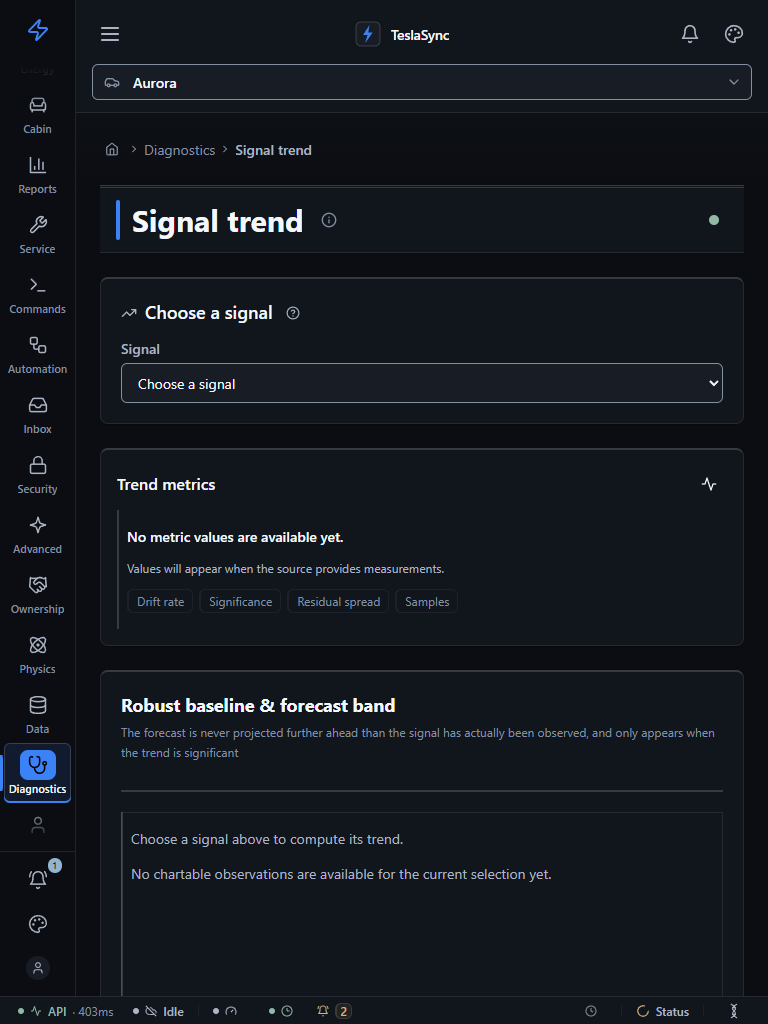 TeslaSync
Aurora
Energy
Cabin
Reports
Service
Commands
Automation
Inbox
Security
Advanced
Ownership
Physics
Data
Diagnostics
1
Diagnostics
Signal trend
Signal trend
Choose a signal
Signal
Choose a signal
Trend metrics
No metric values are available yet.
Values will appear when the source provides measurements.
Drift rate Significance Residual spread Samples
Robust baseline & forecast band
The forecast is never projected further ahead than the signal has actually been observed, and only appears when
the trend is significant
Choose a signal above to compute its trend.
No chartable observations are available for the current selection yet.
API · 403ms Idle 2 Status